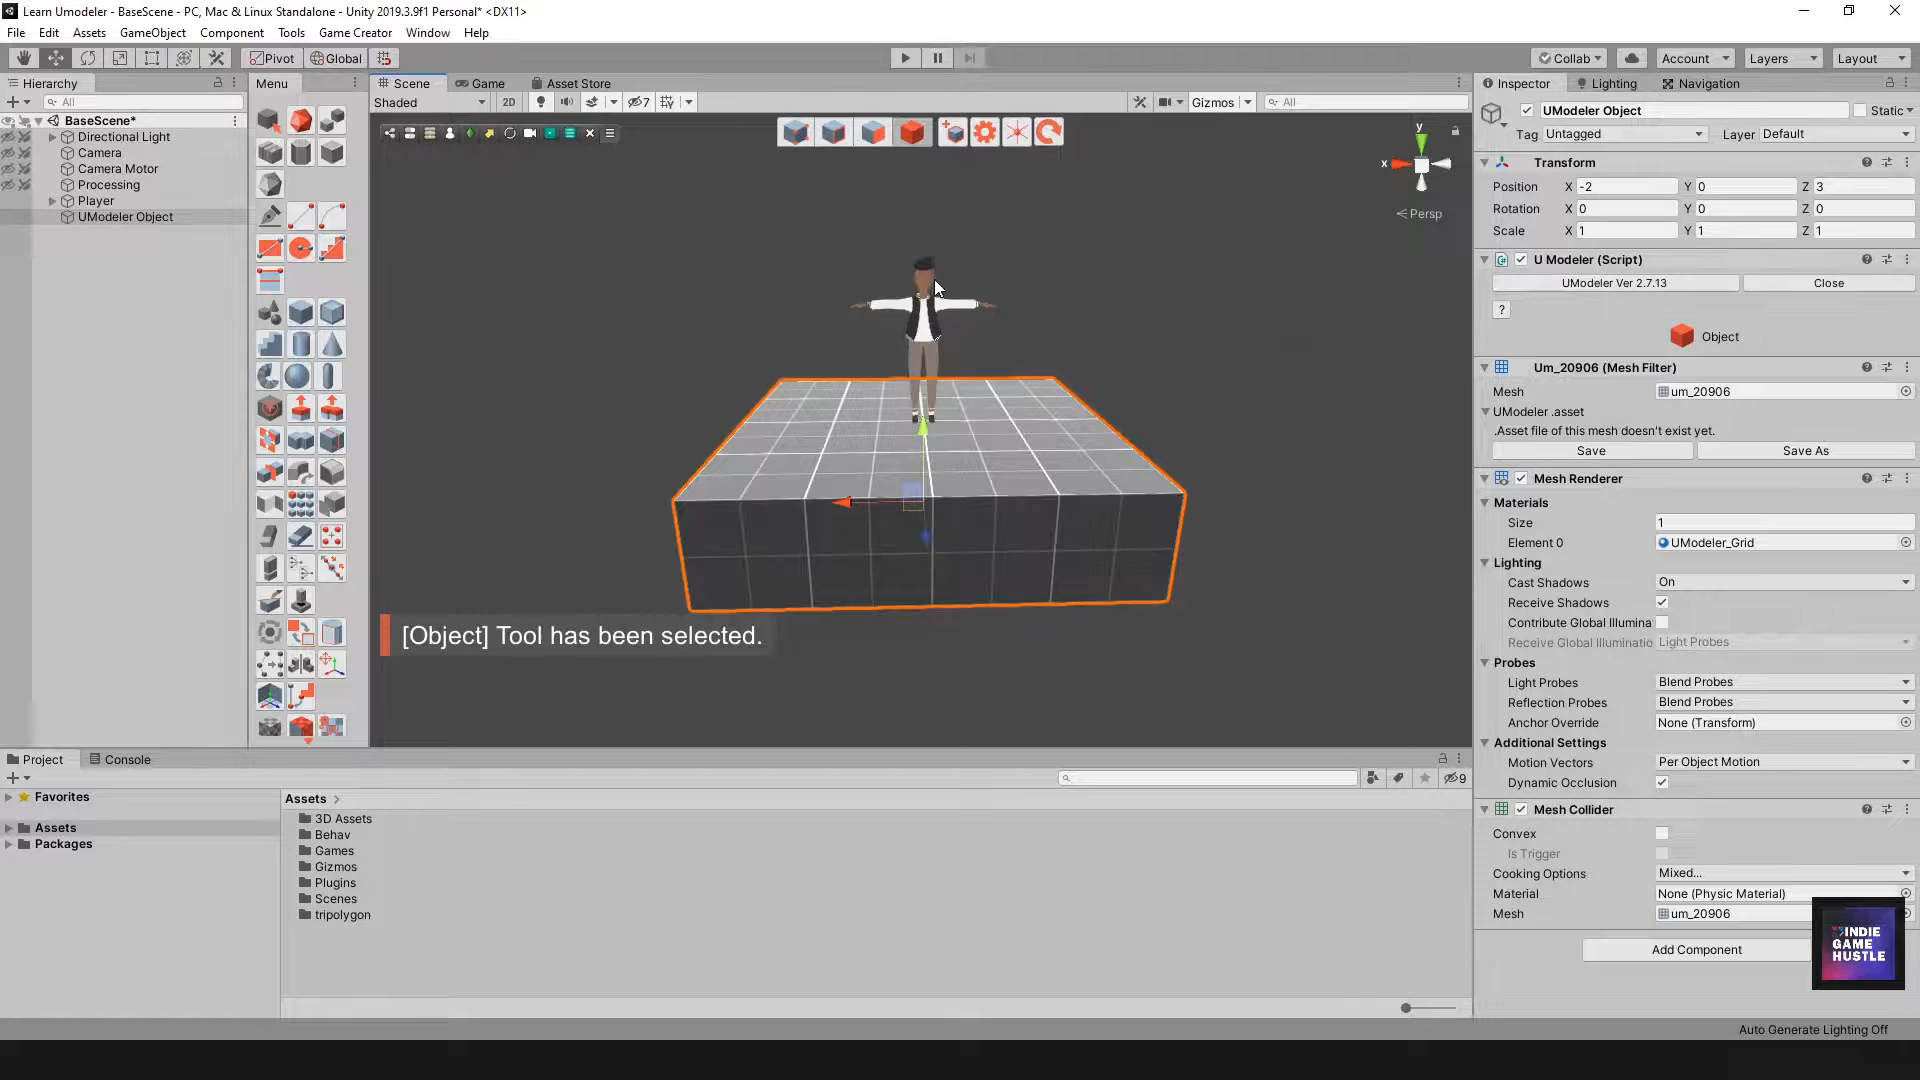 Learn Umodeler - BaseScene - PC, Mac & Linux Standalone - Unity 2019.3.9f1 Personal* <DX11>
File Edit Assets GameObject Component Tools Game Creator Window Help
Pivot Global Collab Account Layers Layout
Hierarchy
All
BaseScene*
Directional Light
Camera
Camera Motor
Processing
Player
UModeler Object
Menu
Scene Game Asset Store
Shaded 2D 7 Gizmos All
y
x
Persp
[Object] Tool has been selected.
Inspector Lighting Navigation
UModeler Object Static
Tag Untagged Layer Default
Transform
Position X -2 Y 0 Z 3
Rotation X 0 Y 0 Z 0
Scale X 1 Y 1 Z 1
U Modeler (Script)
UModeler Ver 2.7.13 Close
?
Object
Um_20906 (Mesh Filter)
Mesh um_20906
UModeler .asset
.Asset file of this mesh doesn't exist yet.
Save Save As
Mesh Renderer
Materials
Size 1
Element 0 UModeler_Grid
Lighting
Cast Shadows On
Receive Shadows
Contribute Global Illumina
Receive Global Illuminatio Light Probes
Probes
Light Probes Blend Probes
Reflection Probes Blend Probes
Anchor Override None (Transform)
Additional Settings
Motion Vectors Per Object Motion
Dynamic Occlusion
Mesh Collider
Convex
Is Trigger
Cooking Options Mixed...
Material None (Physic Material)
Mesh um_20906
Add Component
INDIE
GAME
HUSTLE
Project Console
9
Favorites
Assets
Packages
Assets
3D Assets
Behav
Games
Gizmos
Plugins
Scenes
tripolygon
Auto Generate Lighting Off